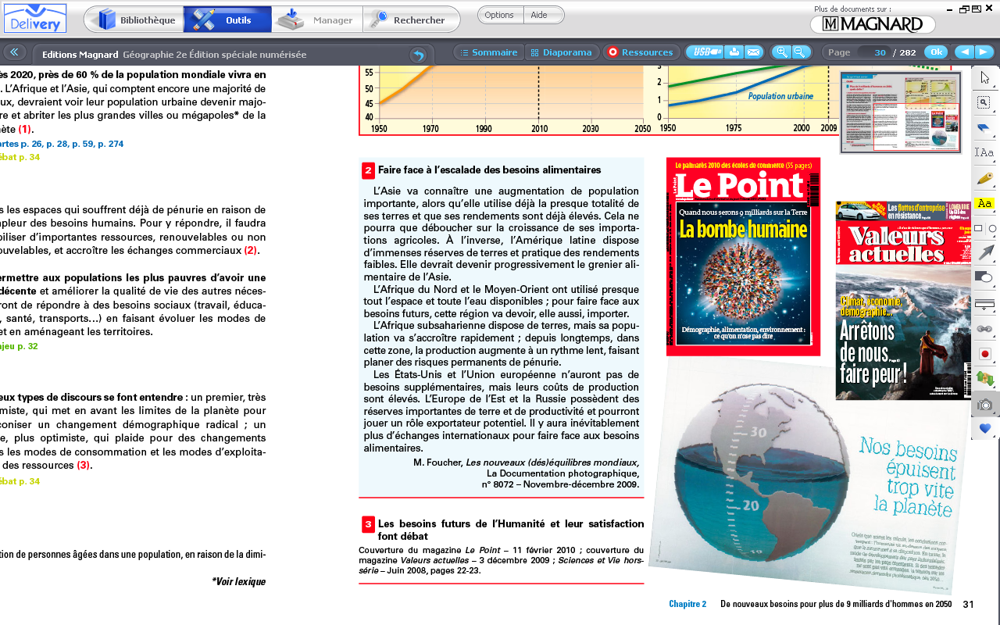 Delivery
Bibliothèque
Outils
Manager
Rechercher
Options
Aide
Plus de documents sur :
MAGNARD
Editions Magnard Géographie 2e Édition spéciale numérisée
Sommaire
Diaporama
Ressources
USB
Page 30 / 282 Ok
ès 2020, près de 60 % de la population mondiale vivra en
. L'Afrique et l'Asie, qui comptent encore une majorité de
ux, devraient voir leur population urbaine devenir majo-
re et abriter les plus grandes villes ou mégapoles* de la
nète (1).
artes p. 26, p. 28, p. 59, p. 274
ébat p. 34
s les espaces qui souffrent déjà de pénurie en raison de
pleur des besoins humains. Pour y répondre, il faudra
biliser d'importantes ressources, renouvelables ou non
ouvelables, et accroître les échanges commerciaux (2).
ermettre aux populations les plus pauvres d'avoir une
décente et améliorer la qualité de vie des autres néces-
ront de répondre à des besoins sociaux (travail, éduca-
, santé, transports…) en faisant évoluer les modes de
et en aménageant les territoires.
njeu p. 32
eux types de discours se font entendre : un premier, très
miste, qui met en avant les limites de la planète pour
coniser un changement démographique radical ; un
e, plus optimiste, qui plaide pour des changements
s les modes de consommation et les modes d'exploita-
des ressources (3).
ébat p. 34
tion de personnes âgées dans une population, en raison de la dimi-
*Voir lexique
55
50
45
40
1950 1970 1990 2010 2030 2050
3
2
1
0
Population urbaine
1950 1975 2000 2009
2 Faire face à l'escalade des besoins alimentaires
L'Asie va connaître une augmentation de population
importante, alors qu'elle utilise déjà la presque totalité de
ses terres et que ses rendements sont déjà élevés. Cela ne
pourra que déboucher sur la croissance de ses importa-
tions agricoles. À l'inverse, l'Amérique latine dispose
d'immenses réserves de terres et pratique des rendements
faibles. Elle devrait devenir progressivement le grenier ali-
mentaire de l'Asie.
L'Afrique du Nord et le Moyen-Orient ont utilisé presque
tout l'espace et toute l'eau disponibles ; pour faire face aux
besoins futurs, cette région va devoir, elle aussi, importer.
L'Afrique subsaharienne dispose de terres, mais sa popu-
lation va s'accroître rapidement ; depuis longtemps, dans
cette zone, la production augmente à un rythme lent, faisant
planer des risques permanents de pénurie.
Les États-Unis et l'Union européenne n'auront pas de
besoins supplémentaires, mais leurs coûts de production
sont élevés. L'Europe de l'Est et la Russie possèdent des
réserves importantes de terre et de productivité et pourront
jouer un rôle exportateur potentiel. Il y aura inévitablement
plus d'échanges internationaux pour faire face aux besoins
alimentaires.
M. Foucher, Les nouveaux (dés)équilibres mondiaux,
La Documentation photographique,
n° 8072 – Novembre-décembre 2009.
3 Les besoins futurs de l'Humanité et leur satisfaction
font débat
Couverture du magazine Le Point – 11 février 2010 ; couverture du
magazine Valeurs actuelles – 3 décembre 2009 ; Sciences et Vie hors-
série – Juin 2008, pages 22-23.
Le palmarès 2010 des écoles de commerce (35 pages)
Le Point
Quand nous serons 9 milliards sur la Terre
La bombe humaine
Démographie, alimentation, environnement :
ce qu'on n'ose pas dire
Les flottes d'entreprise
en résistance
Valeurs
actuelles
Climat, économie,
démographie...
Arrêtons
de nous
faire peur !
30
20
10
Nos besoins
épuisent
trop vite
la planète
IAa
Aa
Chapitre 2 De nouveaux besoins pour plus de 9 milliards d'hommes en 2050 31